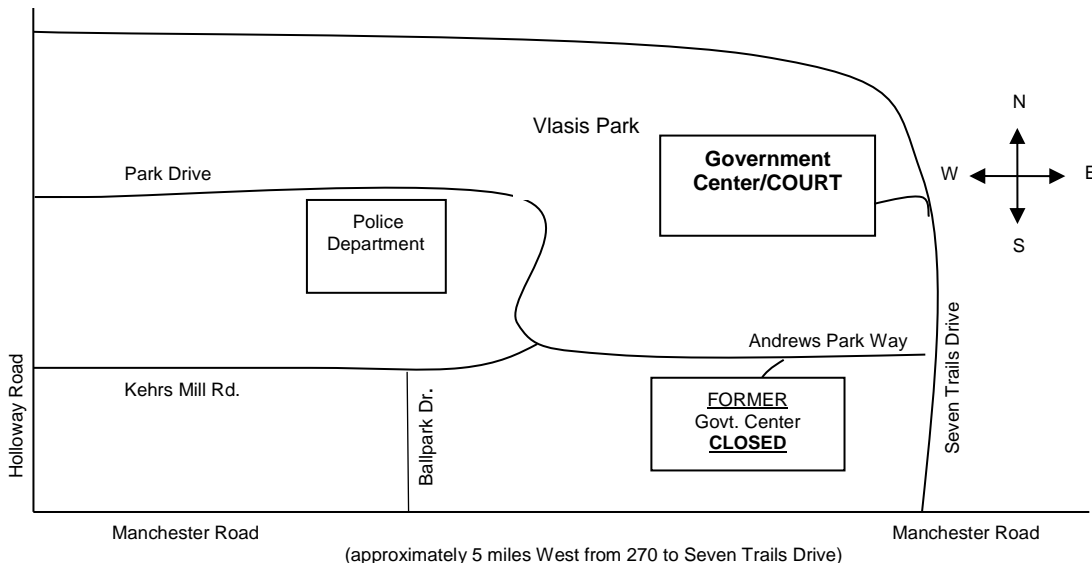 N
Vlasis Park
Government
Center/COURT
W
E
Park Drive
Police
Department
S
Andrews Park Way
Seven Trails Drive
Holloway Road
Kehrs Mill Rd.
Ballpark Dr.
FORMER
Govt. Center
CLOSED
Manchester Road
Manchester Road
(approximately 5 miles West from 270 to Seven Trails Drive)